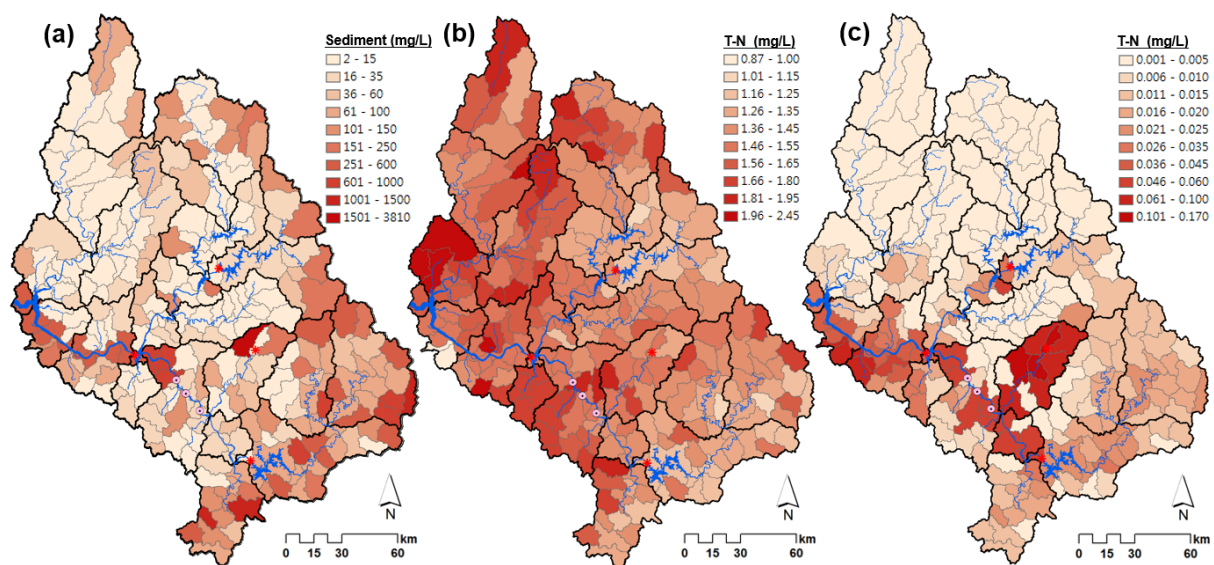 (a)
Sediment (mg/L)
2 - 15
16 - 35
36 - 60
61 - 100
101 - 150
151 - 250
251 - 600
601 - 1000
1001 - 1500
1501 - 3810
N
km
0 15 30 60
(b)
T-N (mg/L)
0.87 - 1.00
1.01 - 1.15
1.16 - 1.25
1.26 - 1.35
1.36 - 1.45
1.46 - 1.55
1.56 - 1.65
1.66 - 1.80
1.81 - 1.95
1.96 - 2.45
N
km
0 15 30 60
(c)
T-N (mg/L)
0.001 - 0.005
0.006 - 0.010
0.011 - 0.015
0.016 - 0.020
0.021 - 0.025
0.026 - 0.035
0.036 - 0.045
0.046 - 0.060
0.061 - 0.100
0.101 - 0.170
N
km
0 15 30 60